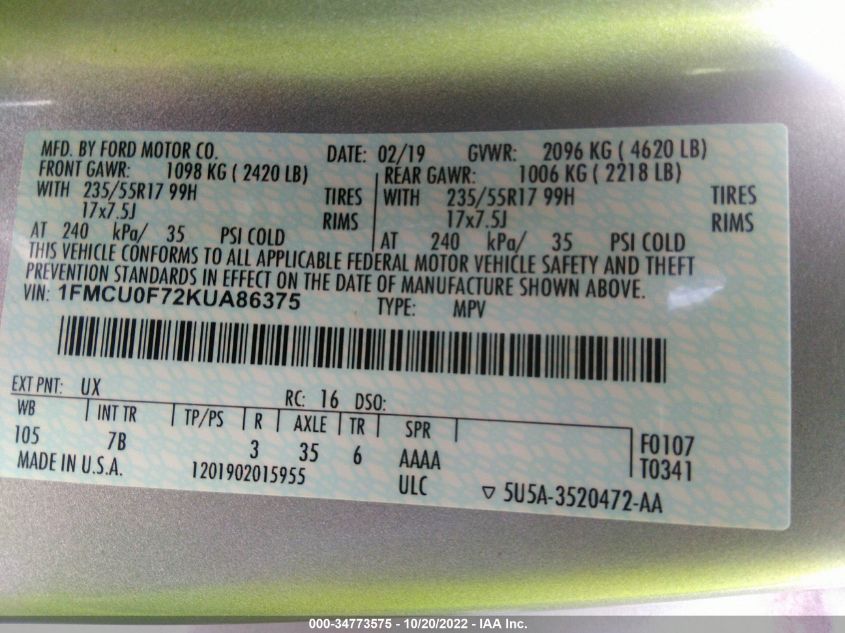 MFD. BY FORD MOTOR CO. DATE: 02/19 GVWR: 2096 KG ( 4620 LB)
FRONT GAWR: 1098 KG ( 2420 LB) REAR GAWR: 1006 KG ( 2218 LB)
WITH 235/55R17 99H TIRES WITH 235/55R17 99H TIRES
17x7.5J RIMS 17x7.5J RIMS
AT 240 kPa/ 35 PSI COLD AT 240 kPa/ 35 PSI COLD
THIS VEHICLE CONFORMS TO ALL APPLICABLE FEDERAL MOTOR VEHICLE SAFETY AND THEFT
PREVENTION STANDARDS IN EFFECT ON THE DATE OF MANUFACTURE SHOWN ABOVE.
VIN: 1FMCU0F72KUA86375 TYPE: MPV
EXT PNT: UX RC: 16 DSO:
WB INT TR TP/PS R AXLE TR SPR
105 7B 3 35 6 AAAA F0107
MADE IN U.S.A. 1201902015955 ULC T0341
▽ 5U5A-3520472-AA
000-34773575 - 10/20/2022 - IAA Inc.